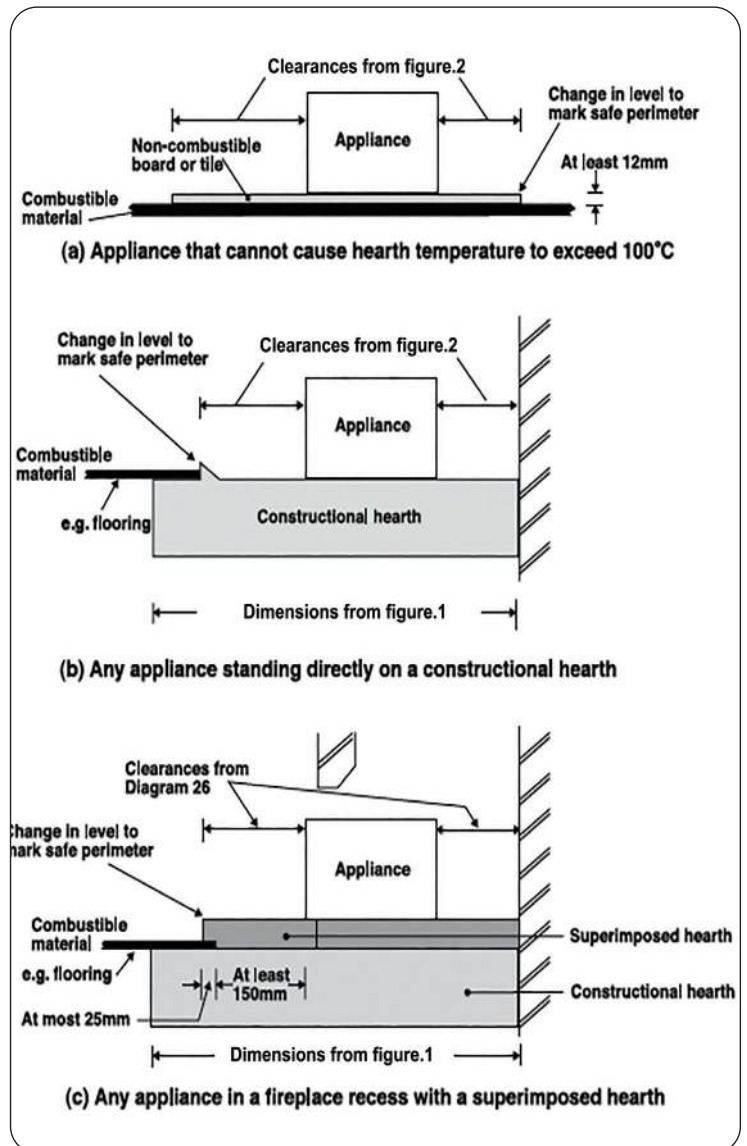 Clearances from figure.2
Change in level to
mark safe perimeter
Appliance
Non-combustible
board or tile
At least 12mm
Combustible
material
(a) Appliance that cannot cause hearth temperature to exceed 100°C
Change in level to
mark safe perimeter
Clearances from figure.2
Appliance
Combustible
material
e.g. flooring
Constructional hearth
Dimensions from figure.1
(b) Any appliance standing directly on a constructional hearth
Clearances from
Diagram 26
hange in level to
ark safe perimeter
Appliance
Combustible
material
Superimposed hearth
e.g. flooring
At least
150mm
Constructional hearth
At most 25mm
Dimensions from figure.1
(c) Any appliance in a fireplace recess with a superimposed hearth